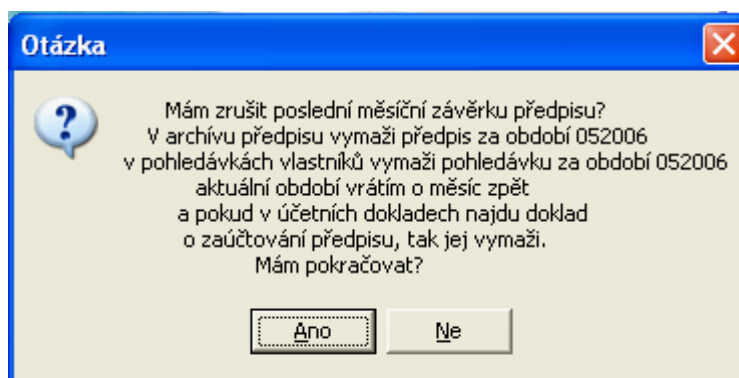 Otázka
Mám zrušit poslední měsíční závěrku předpisu?
V archívu předpisu vymaži předpis za období 052006
v pohledávkách vlastníků vymaži pohledávku za období 052006
aktuální období vrátím o měsíc zpět
a pokud v účetních dokladech najdu doklad
o zaúčtování předpisu, tak jej vymaži.
Mám pokračovat?
Ano
Ne